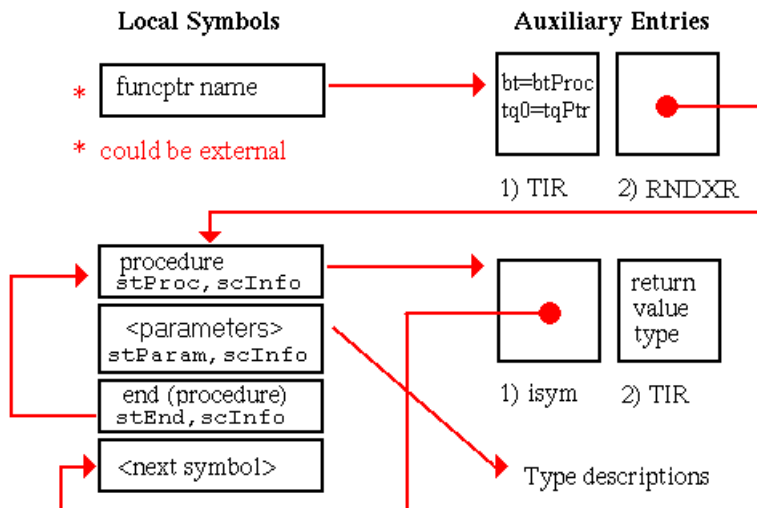 Local Symbols
Auxiliary Entries
* funcptr name
bt=btProc
tq0=tqPtr
* could be external
1) TIR
2) RNDXR
procedure
stProc,scInfo
<parameters>
stParam,scInfo
end (procedure)
stEnd,scInfo
<next symbol>
return
value
type
1) isym
2) TIR
Type descriptions